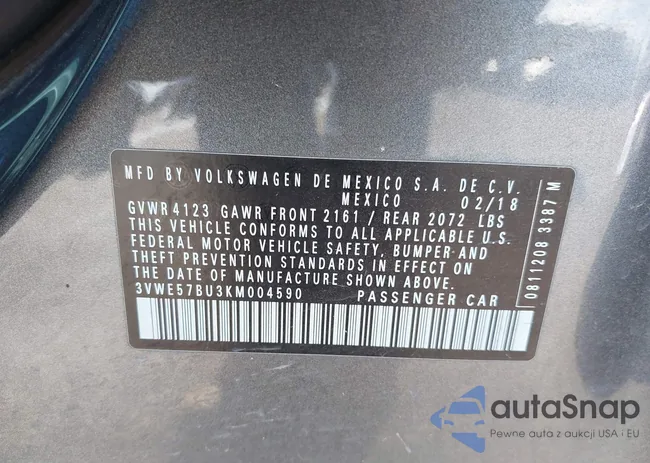 MFD BY VOLKSWAGEN DE MEXICO S.A. DE C.V.
MEXICO 02/18
GVWR 4123 GAWR FRONT 2161 / REAR 2072 LBS
THIS VEHICLE CONFORMS TO ALL APPLICABLE U.S.
FEDERAL MOTOR VEHICLE SAFETY, BUMPER AND
THEFT PREVENTION STANDARDS IN EFFECT ON
THE DATE OF MANUFACTURE SHOWN ABOVE.
3VWE57BU3KM004590 PASSENGER CAR
0811208 3387 M
autaSnap
Pewne auta z aukcji USA i EU